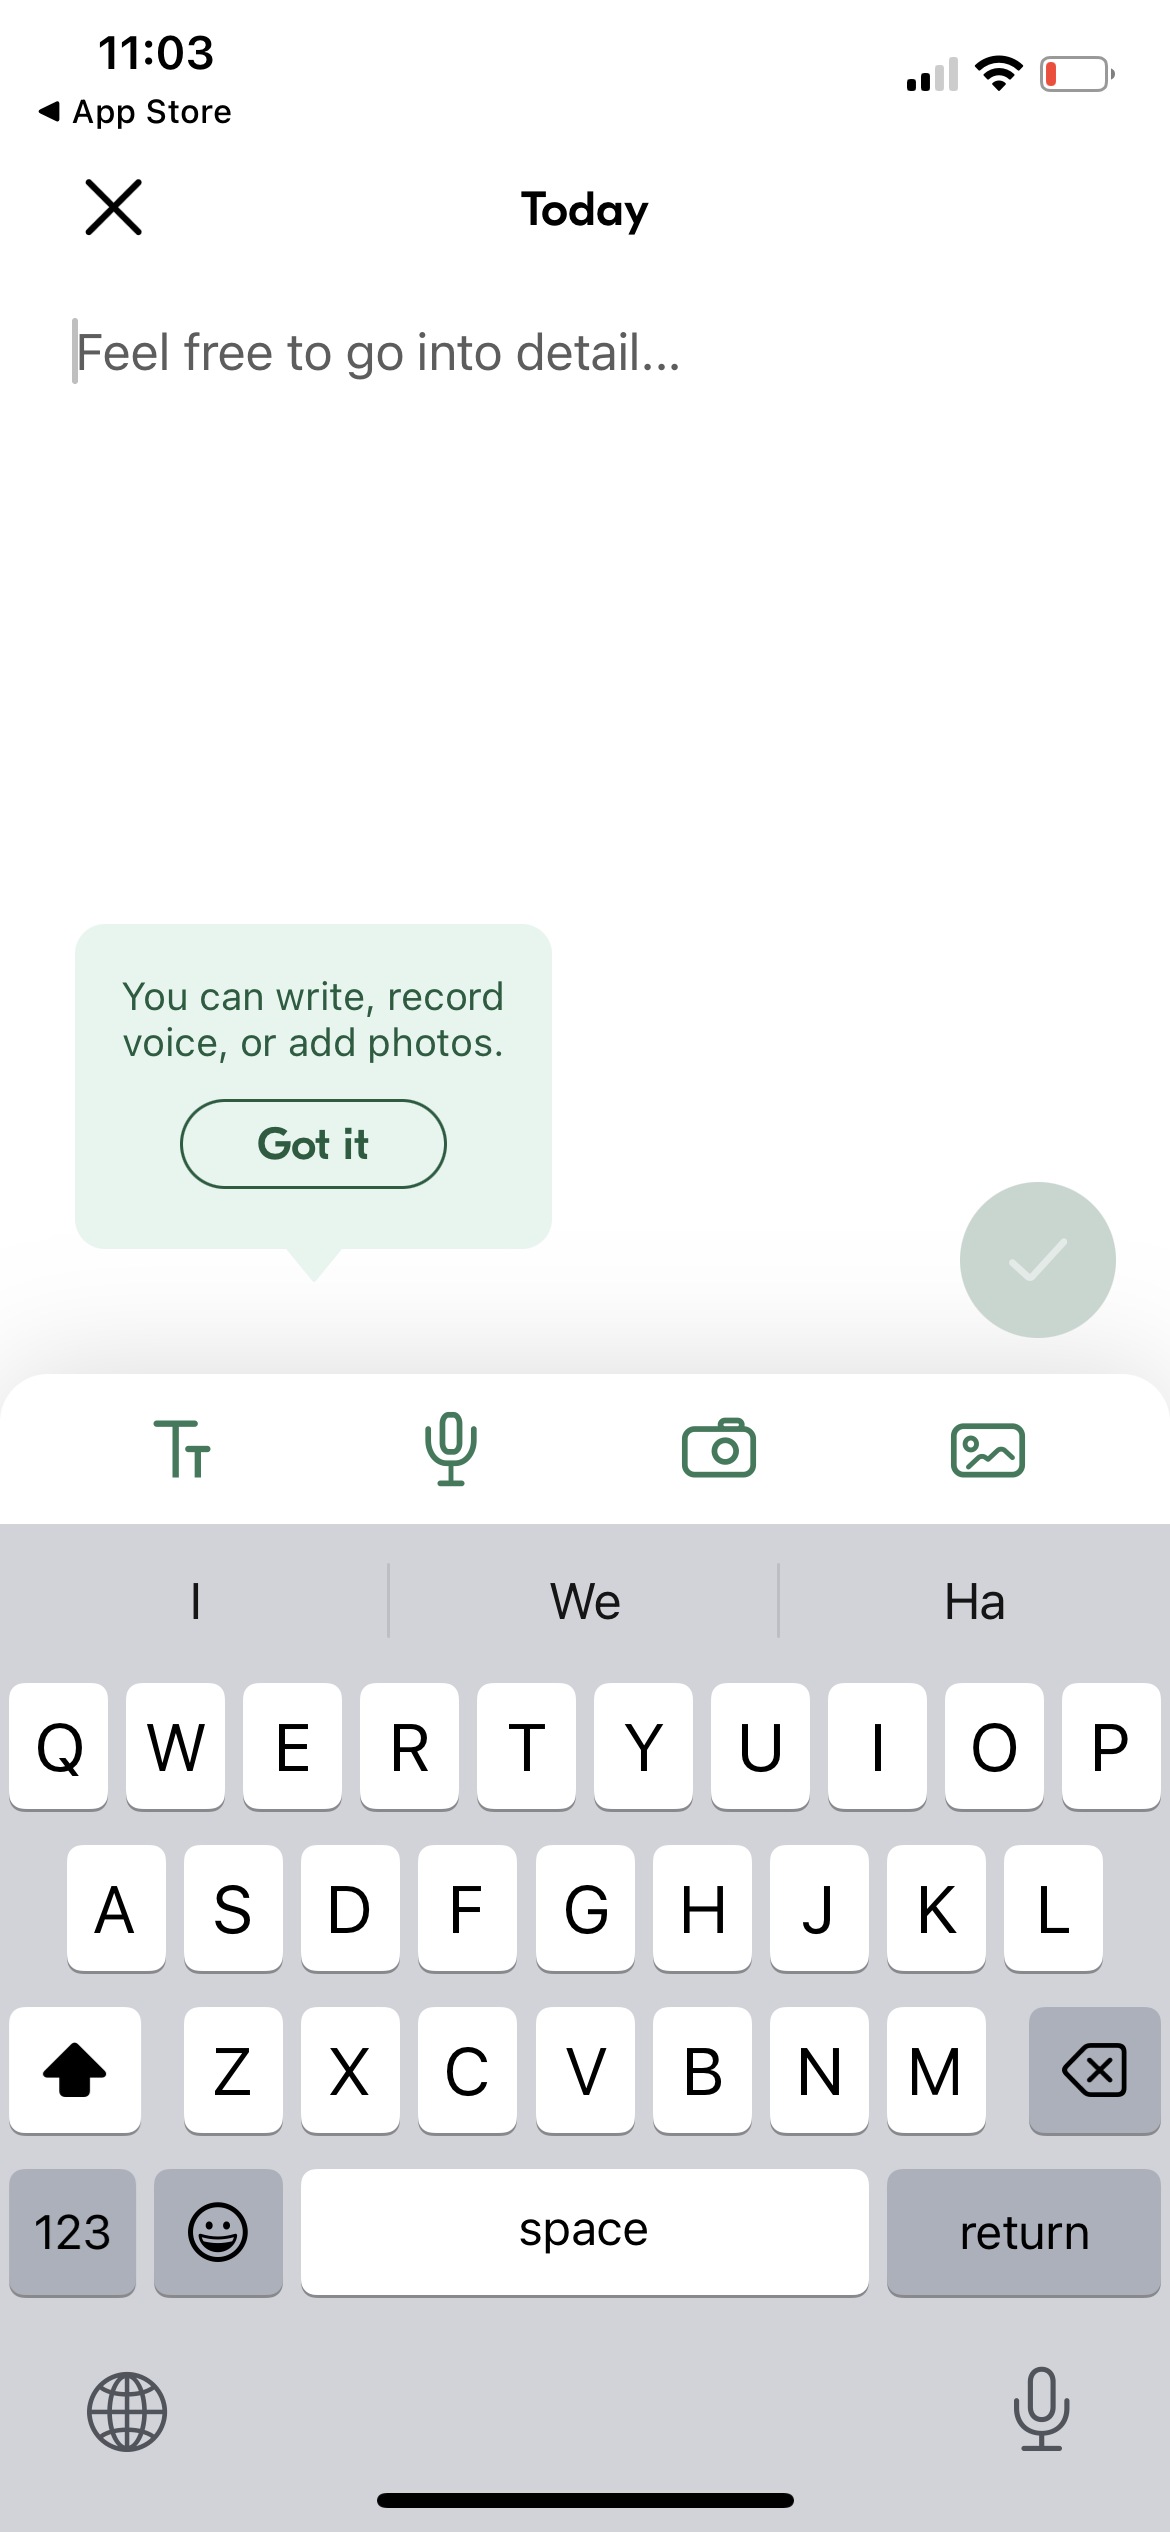 11:03
App Store
Today
Feel free to go into detail...
You can write, record
voice, or add photos.
Got it
I We Ha
Q W E R T Y U I O P
A S D F G H J K L
Z X C V B N M
123 space return